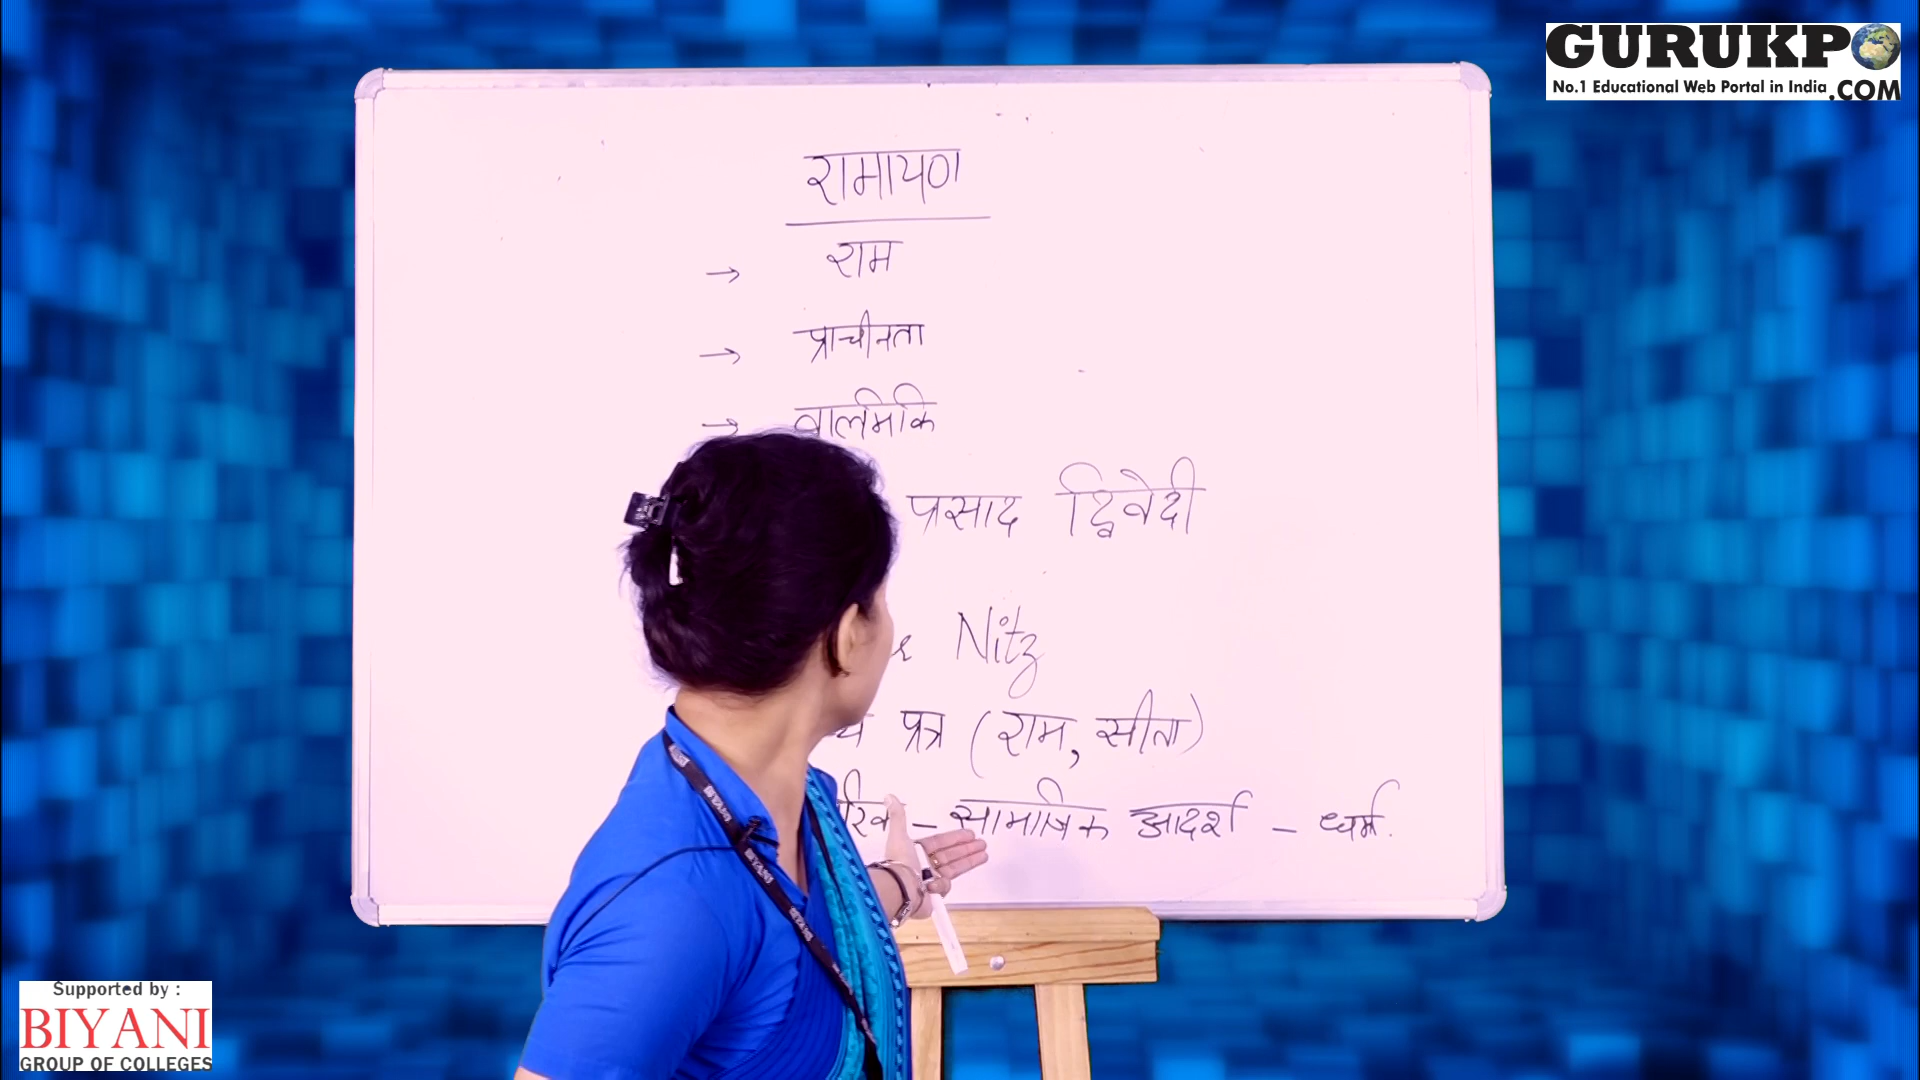 GURUKPO
No.1 Educational Web Portal in India .COM
रामायण
→ राम
→ प्राचीनता
→ वाल्मिकि
प्रसाद द्विवेदी
Nitz
पत्र (राम, सीता)
रिक – सामाजिक आदर्श – धर्म.
Supported by :
BIYANI
GROUP OF COLLEGES